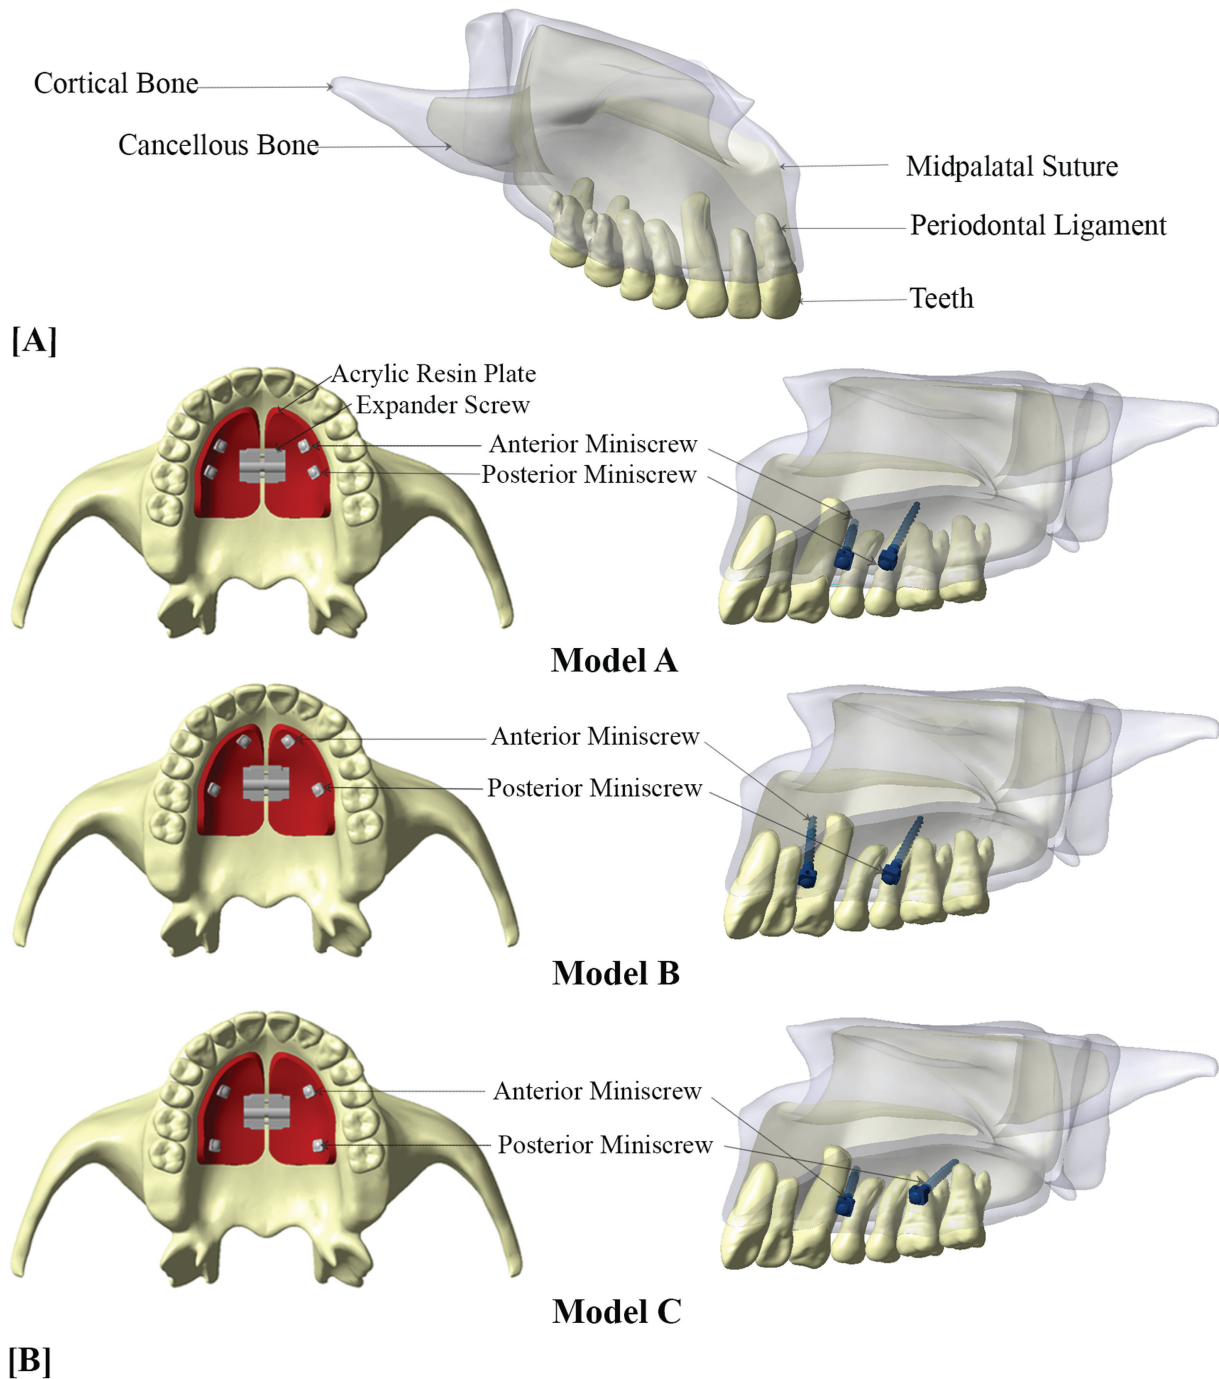 Cortical Bone
Cancellous Bone
Midpalatal Suture
Periodontal Ligament
Teeth
[A]
Acrylic Resin Plate
Expander Screw
Anterior Miniscrew
Posterior Miniscrew
Model A
Anterior Miniscrew
Posterior Miniscrew
Model B
Anterior Miniscrew
Posterior Miniscrew
Model C
[B]